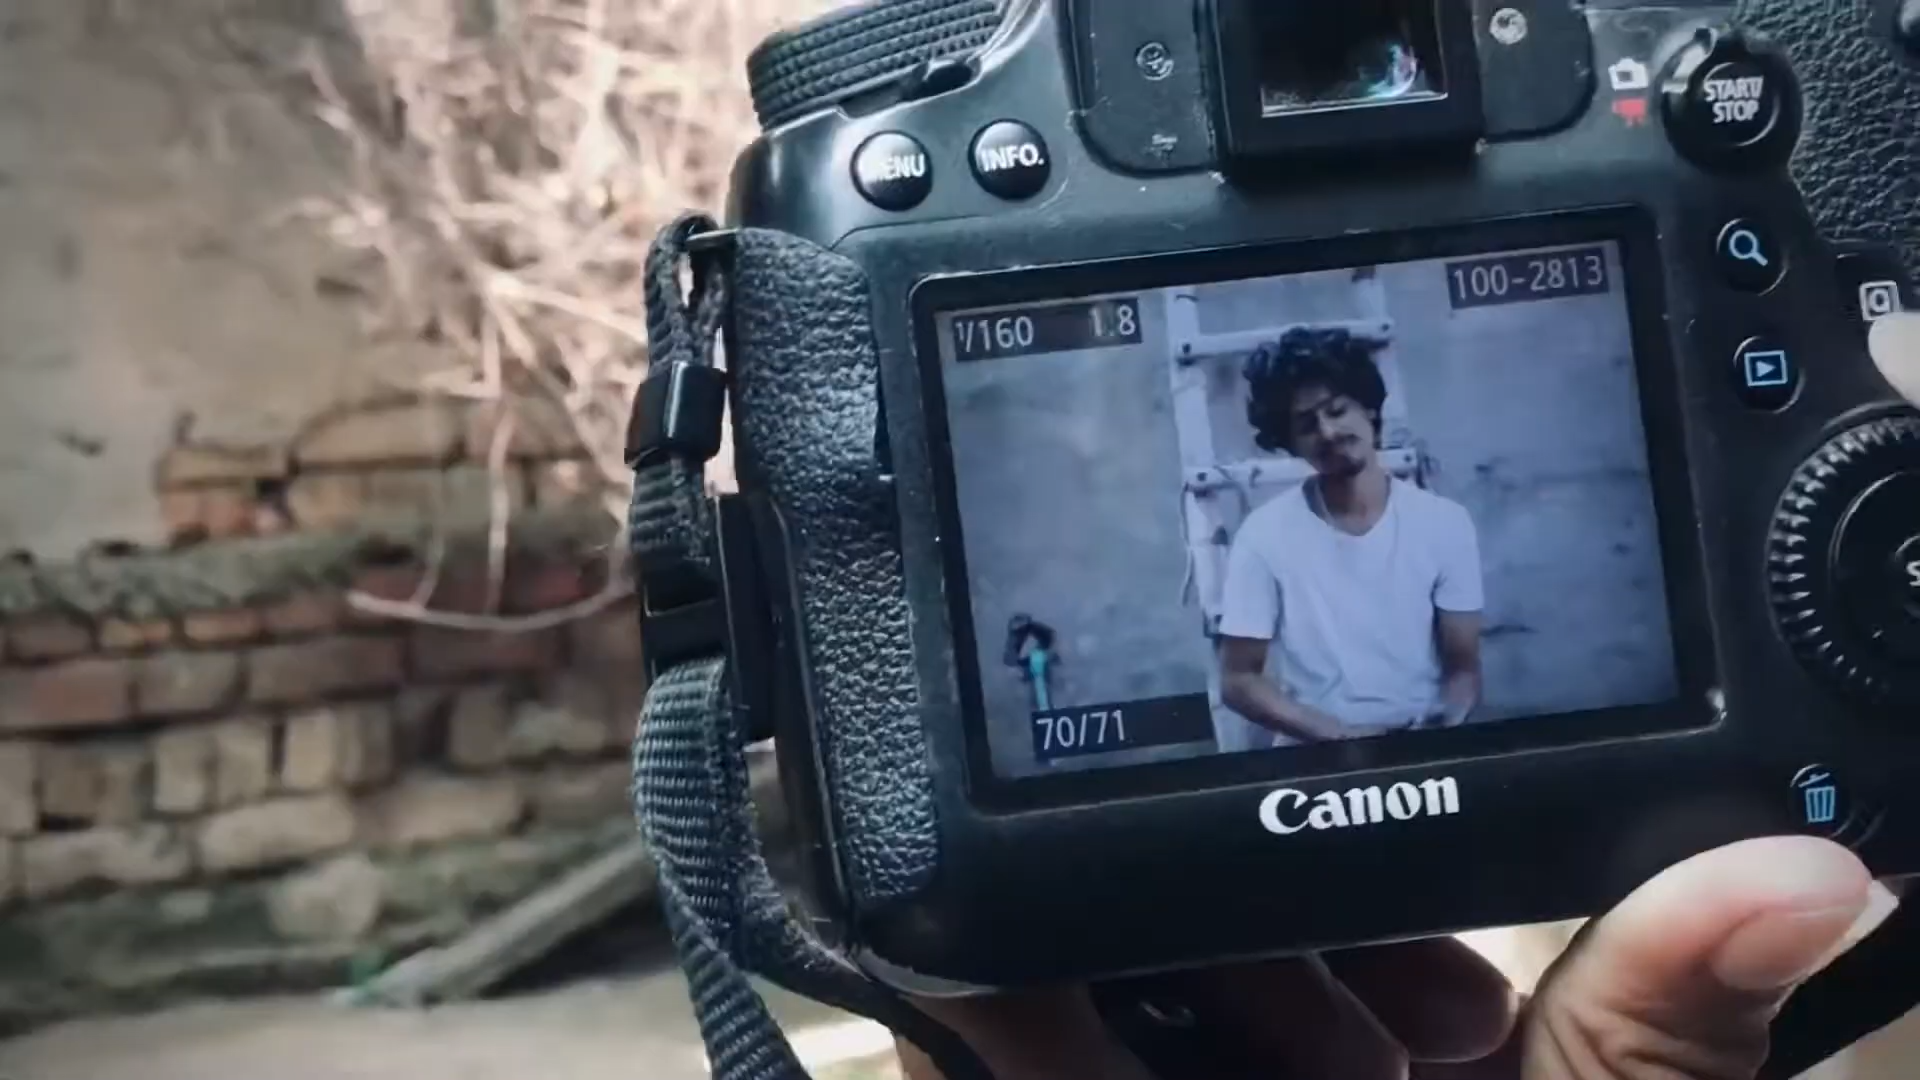 MENU
INFO.
START/
STOP
Q
1/160 1.8
100-2813
70/71
Canon